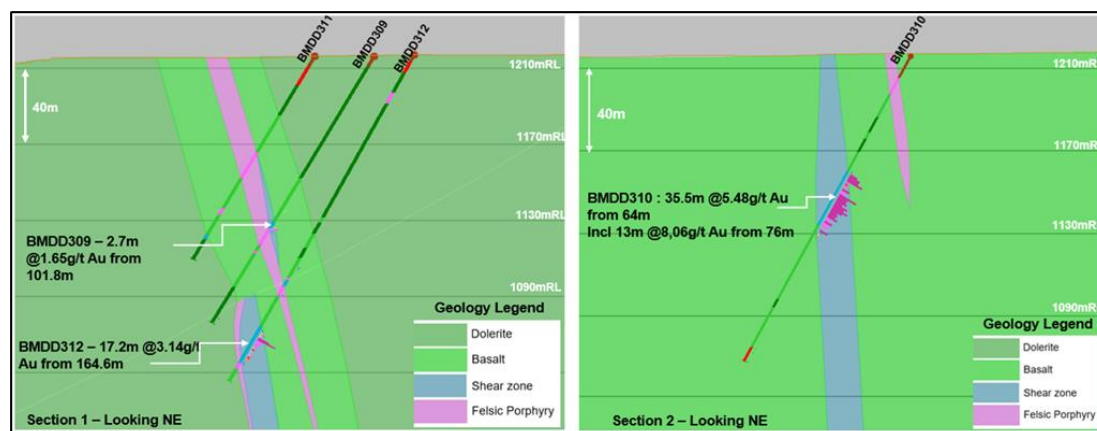 BMDD311
BMDD309
BMDD312
1210mRL
40m
1170mRL
1130mRL
BMDD309 – 2.7m
@1.65g/t Au from
101.8m
1090mRL
BMDD312 – 17.2m @3.14g/t
Au from 164.6m
Geology Legend
Dolerite
Basalt
Shear zone
Felsic Porphyry
Section 1 – Looking NE
BMDD310
1210mRL
40m
1170mRL
BMDD310 : 35.5m @5.48g/t Au
from 64m
Incl 13m @8,06g/t Au from 76m
1130mRL
1090mRL
Geology Legend
Dolerite
Basalt
Shear zone
Felsic Porphyry
Section 2 – Looking NE